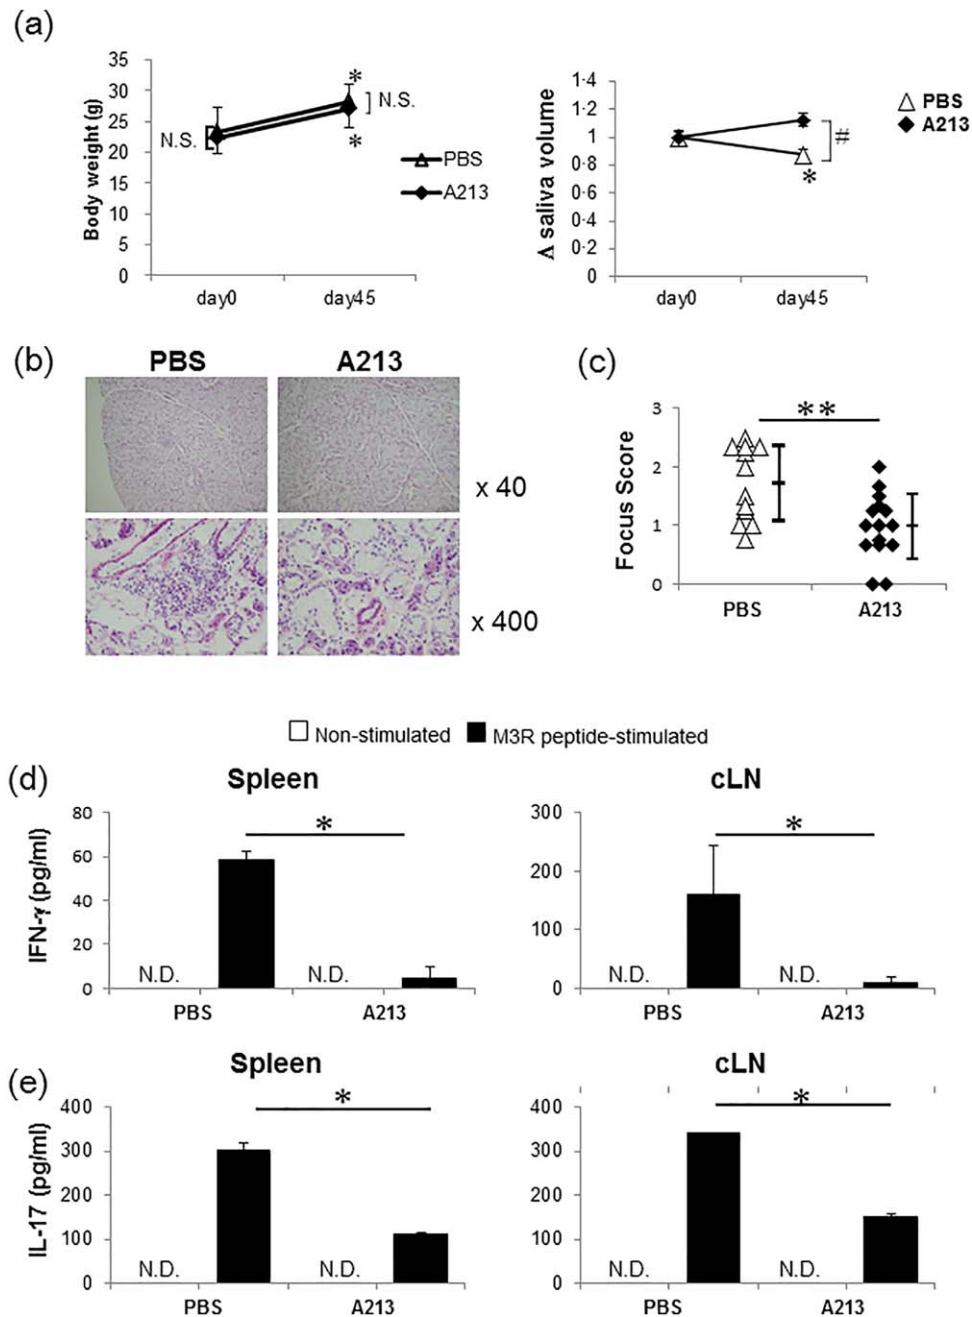 (a)
35
30
25
20
15
10
5
0
Body weight (g)
N.S.
*
N.S.
*
PBS
A213
day0
day45
1·4
1·2
1
0·8
0·6
0·4
0·2
0
Δ saliva volume
#
*
PBS
A213
day0
day45
(b)
PBS
A213
x 40
x 400
(c)
3
2
1
0
Focus Score
**
PBS
A213
Non-stimulated
M3R peptide-stimulated
(d)
Spleen
80
60
40
20
0
IFN-γ (pg/ml)
*
N.D.
N.D.
PBS
A213
cLN
300
200
100
0
*
N.D.
N.D.
PBS
A213
(e)
Spleen
400
300
200
100
0
IL-17 (pg/ml)
*
N.D.
N.D.
PBS
A213
cLN
400
300
200
100
0
*
N.D.
N.D.
PBS
A213